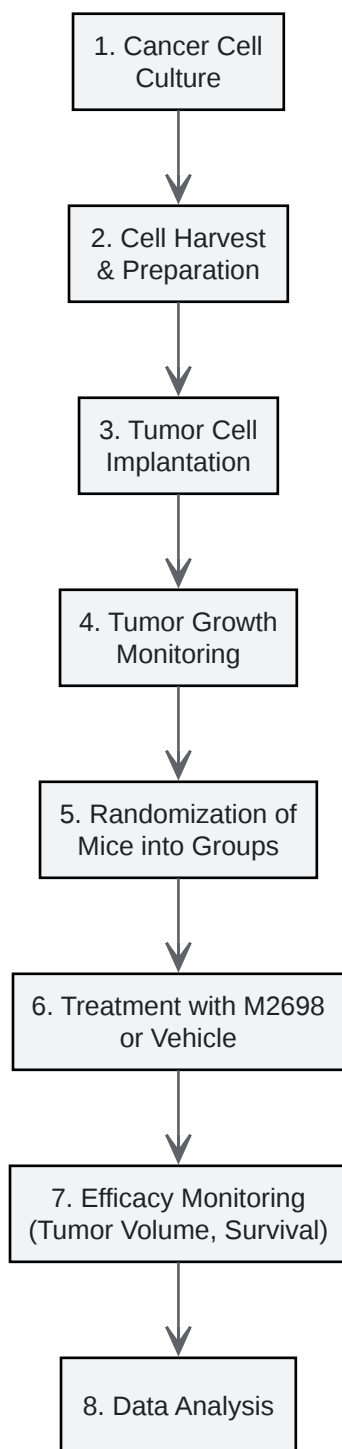 1. Cancer Cell
Culture
2. Cell Harvest
& Preparation
3. Tumor Cell
Implantation
4. Tumor Growth
Monitoring
5. Randomization of
Mice into Groups
6. Treatment with M2698
or Vehicle
7. Efficacy Monitoring
(Tumor Volume, Survival)
8. Data Analysis